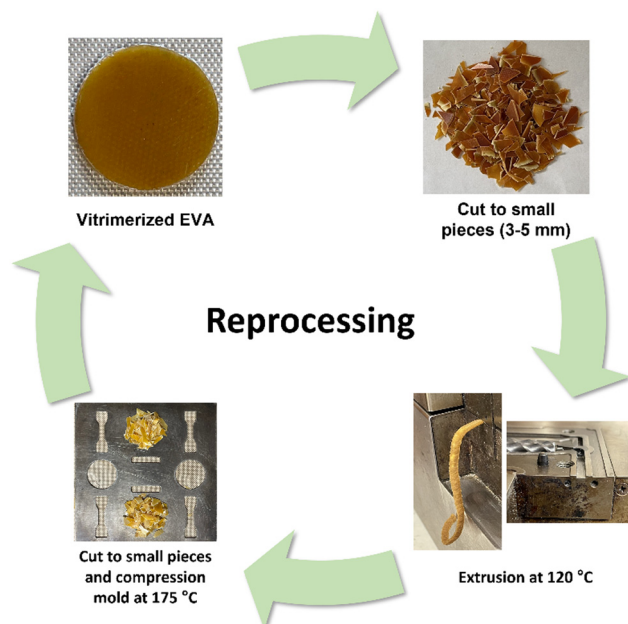 Vitrimerized EVA
Cut to small
pieces (3-5 mm)
Reprocessing
Extrusion at 120 °C
Cut to small pieces
and compression
mold at 175 °C